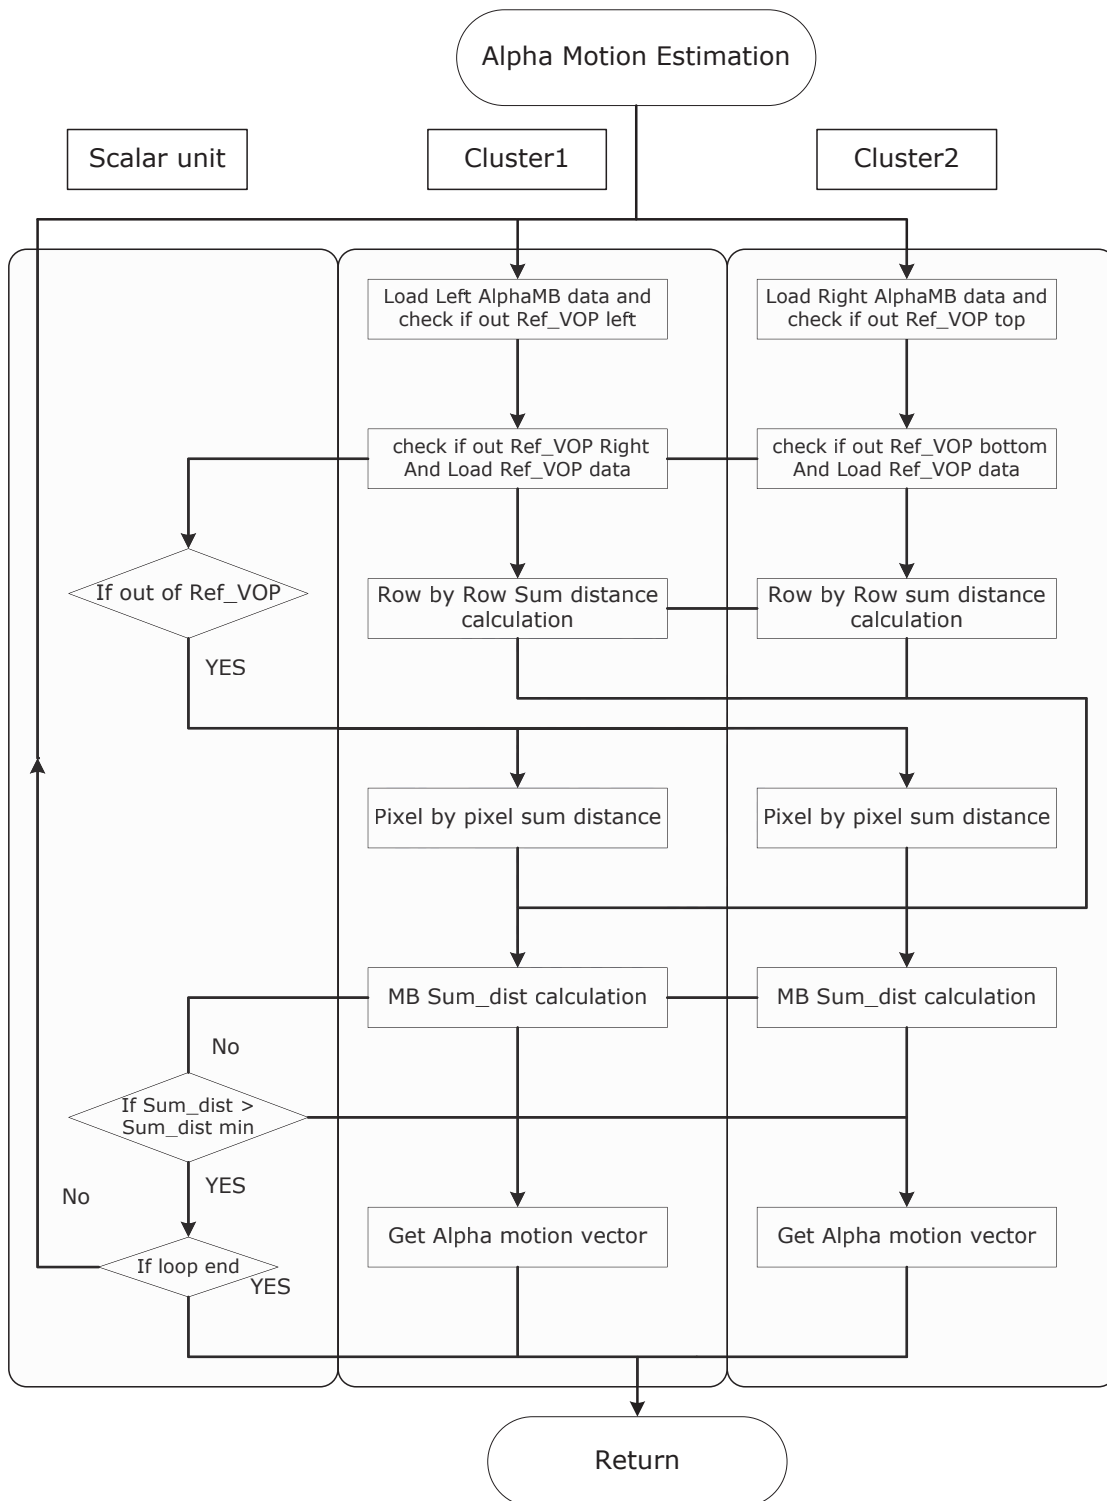 Alpha Motion Estimation
Scalar unit
Cluster1
Cluster2
Load Left AlphaMB data and
check if out Ref_VOP left
Load Right AlphaMB data and
check if out Ref_VOP top
check if out Ref_VOP Right
And Load Ref_VOP data
check if out Ref_VOP bottom
And Load Ref_VOP data
If out of Ref_VOP
Row by Row Sum distance
calculation
Row by Row sum distance
calculation
YES
Pixel by pixel sum distance
Pixel by pixel sum distance
MB Sum_dist calculation
MB Sum_dist calculation
No
If Sum_dist >
Sum_dist min
YES
No
Get Alpha motion vector
Get Alpha motion vector
If loop end
YES
Return